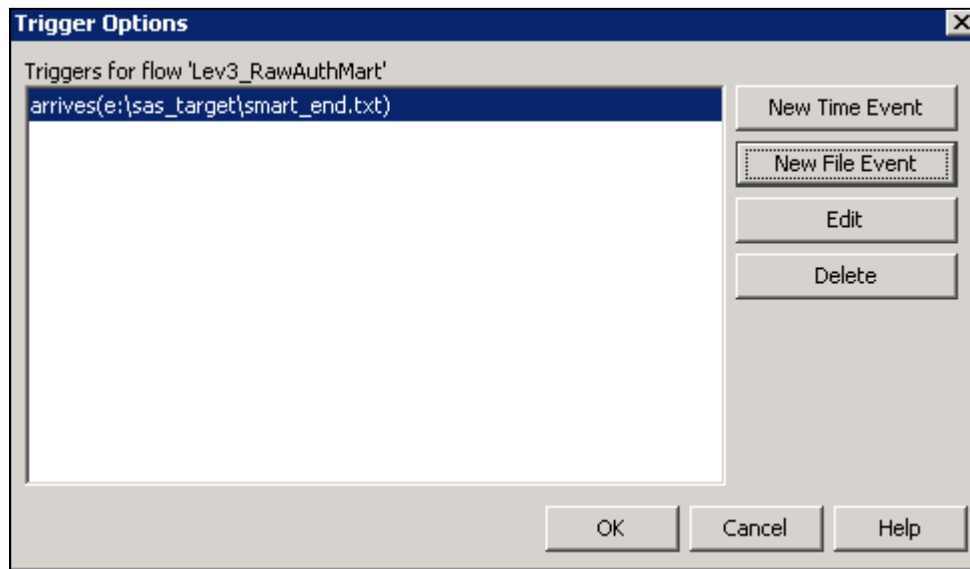 Trigger Options
Triggers for flow 'Lev3_RawAuthMart'
arrives(e:\sas_target\smart_end.txt)
New Time Event
New File Event
Edit
Delete
OK
Cancel
Help